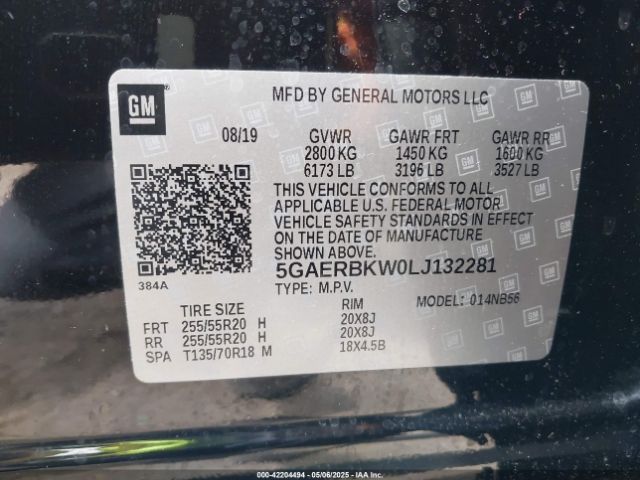 GM
MFD BY GENERAL MOTORS LLC
08/19 GVWR GAWR FRT GAWR RR
2800 KG 1450 KG 1600 KG
6173 LB 3196 LB 3527 LB
THIS VEHICLE CONFORMS TO ALL
APPLICABLE U.S. FEDERAL MOTOR
VEHICLE SAFETY STANDARDS IN EFFECT
ON THE DATE OF MANUFACTURE
SHOWN ABOVE.
384A
5GAERBKW0LJ132281
TYPE: M.P.V. MODEL: 014NB56
TIRE SIZE RIM
FRT 255/55R20 H 20X8J
RR 255/55R20 H 20X8J
SPA T135/70R18 M 18X4.5B
000-42204494 - 05/06/2025 - IAAI.com